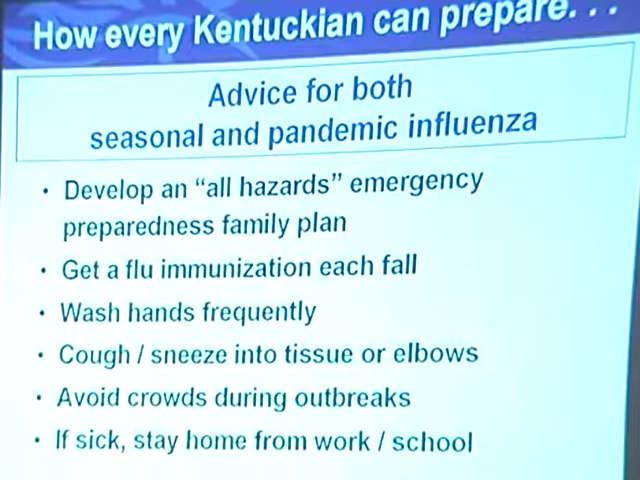 How every Kentuckian can prepare. . .
Advice for both
seasonal and pandemic influenza
• Develop an “all hazards” emergency
preparedness family plan
• Get a flu immunization each fall
• Wash hands frequently
• Cough / sneeze into tissue or elbows
• Avoid crowds during outbreaks
• If sick, stay home from work / school